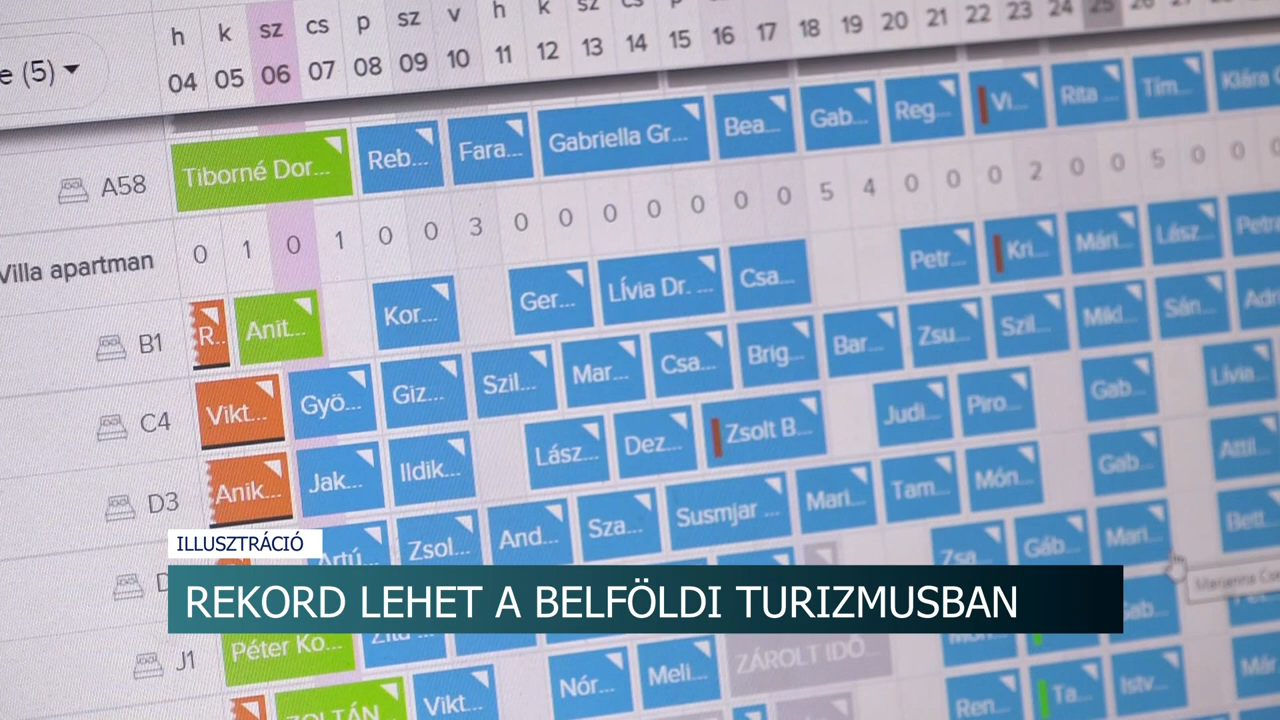 h k sz cs p sz v h k sz cs p
e (5) 04 05 06 07 08 09 10 11 12 13 14 15 16 17 18 19 20 21 22 23 24 25 26
A58 Tiborné Dor... Reb... Fara... Gabriella Gr... Bea... Gab... Reg... Vi... Rita ... Tím... Klára
Villa apartman 0 1 0 1 0 0 3 0 0 0 0 0 0 0 5 4 0 0 0 2 0 0 5 0 0 0
B1 R.. Anit... Kor... Ger... Lívia Dr. ... Csa... Petr... Kri... Mári... Lász... Petr
C4 Vikt... Gyö... Giz... Szil... Mar... Csa... Brig... Bar... Zsu... Szil... Mikl... Sán... Adr
D3 Anik... Jak... Ildik... Lász... Dez... Zsolt B... Judi... Piro... Gab... Lívia...
D Artú... Zsol... And... Sza... Susmjar ... Mari... Tam... Món... Gab... Attil...
ILLUSZTRÁCIÓ
Zsa... Gáb... Mari... Bett...
REKORD LEHET A BELFÖLDI TURIZMUSBAN
J1 Péter Ko... Nór... Meli... ZÁROLT IDŐ...
ZOLTÁN Vikt... Ren... Ta... Istv... Már...